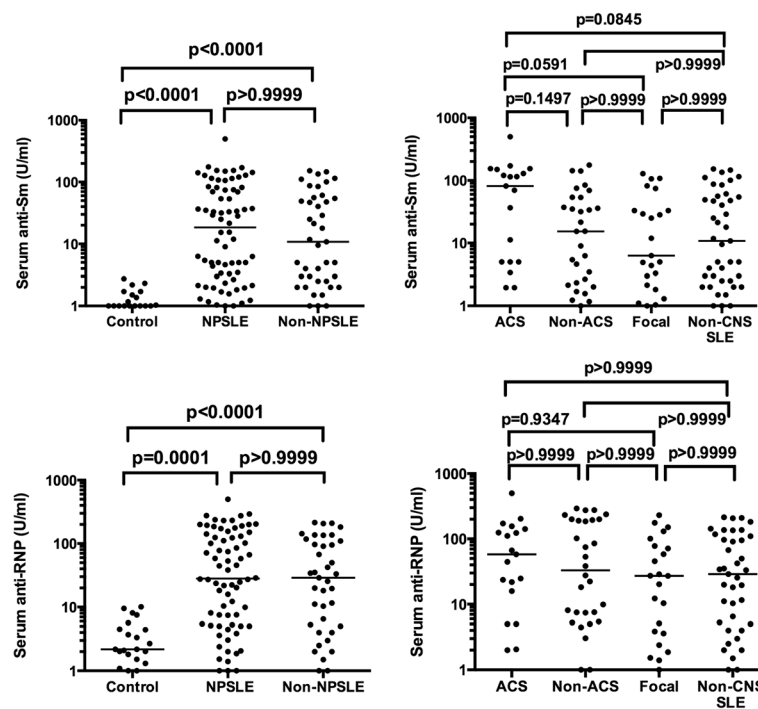 p<0.0001
p<0.0001 p>0.9999
Serum anti-Sm (U/ml)
1000
100
10
1
Control NPSLE Non-NPSLE
p=0.0845
p=0.0591 p>0.9999
p=0.1497 p>0.9999 p>0.9999
Serum anti-Sm (U/ml)
1000
100
10
1
ACS Non-ACS Focal Non-CNS
SLE
p<0.0001
p=0.0001 p>0.9999
Serum anti-RNP (U/ml)
1000
100
10
1
Control NPSLE Non-NPSLE
p>0.9999
p=0.9347 p>0.9999
p>0.9999 p>0.9999 p>0.9999
Serum anti-RNP (U/ml)
1000
100
10
1
ACS Non-ACS Focal Non-CNS
SLE